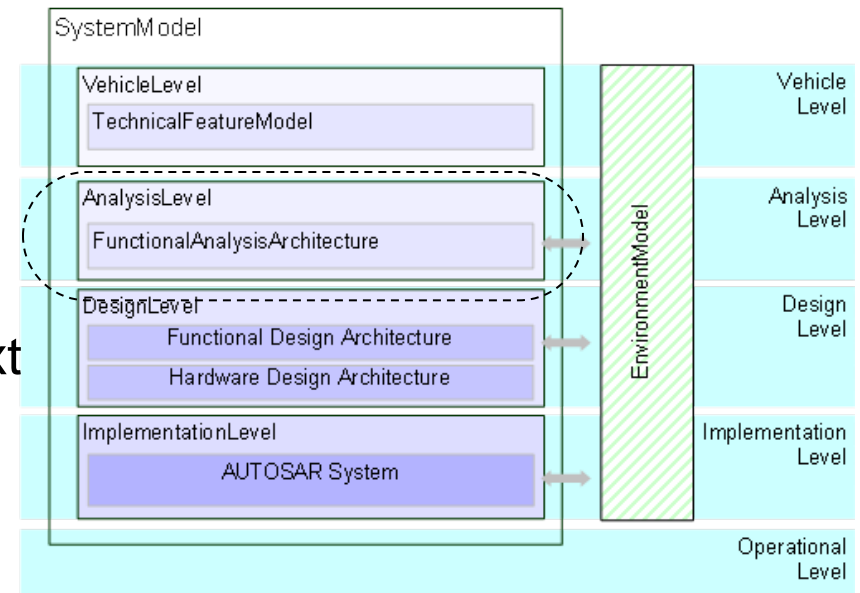 SystemModel
VehicleLevel
TechnicalFeatureModel
Vehicle
Level
AnalysisLevel
FunctionalAnalysisArchitecture
Analysis
Level
EnvironmentModel
DesignLevel
Functional Design Architecture
Hardware Design Architecture
Design
Level
xt
ImplementationLevel
AUTOSAR System
Implementation
Level
Operational
Level